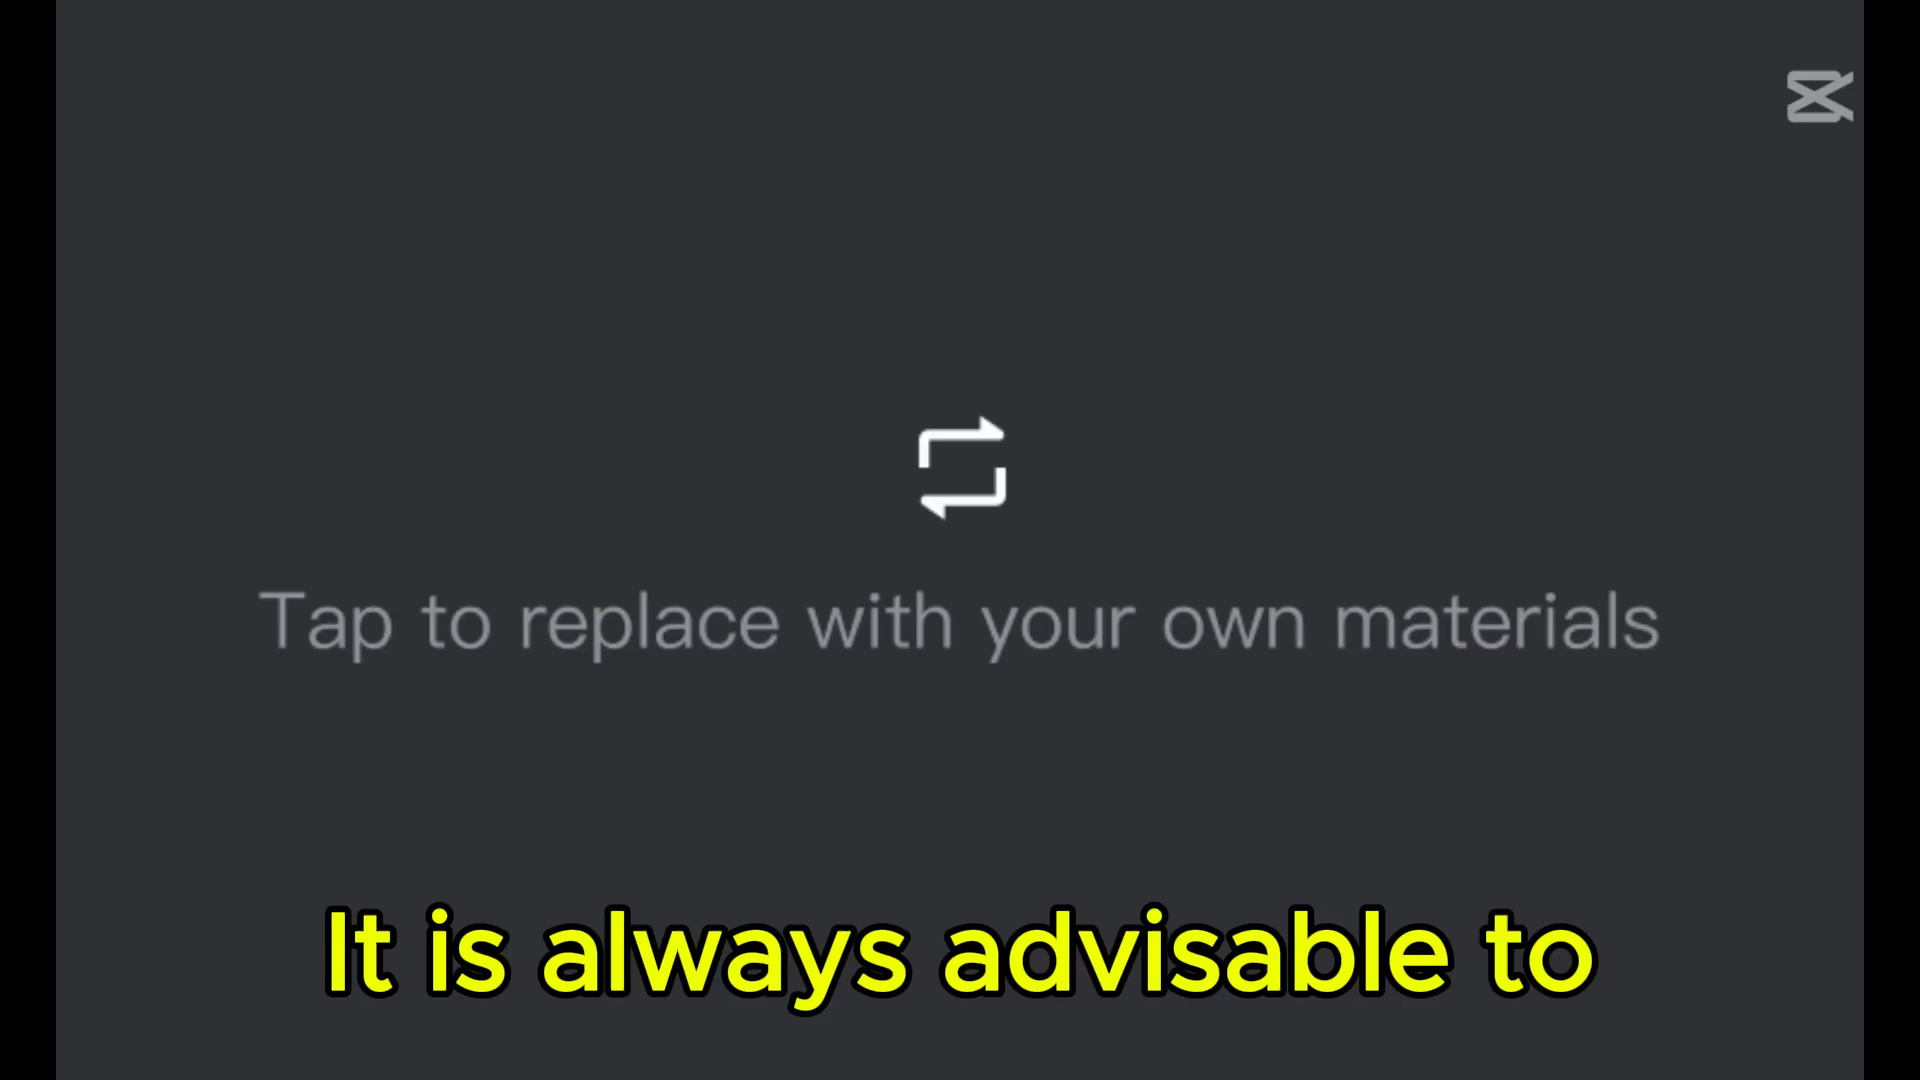 Tap to replace with your own materials
It is always advisable to